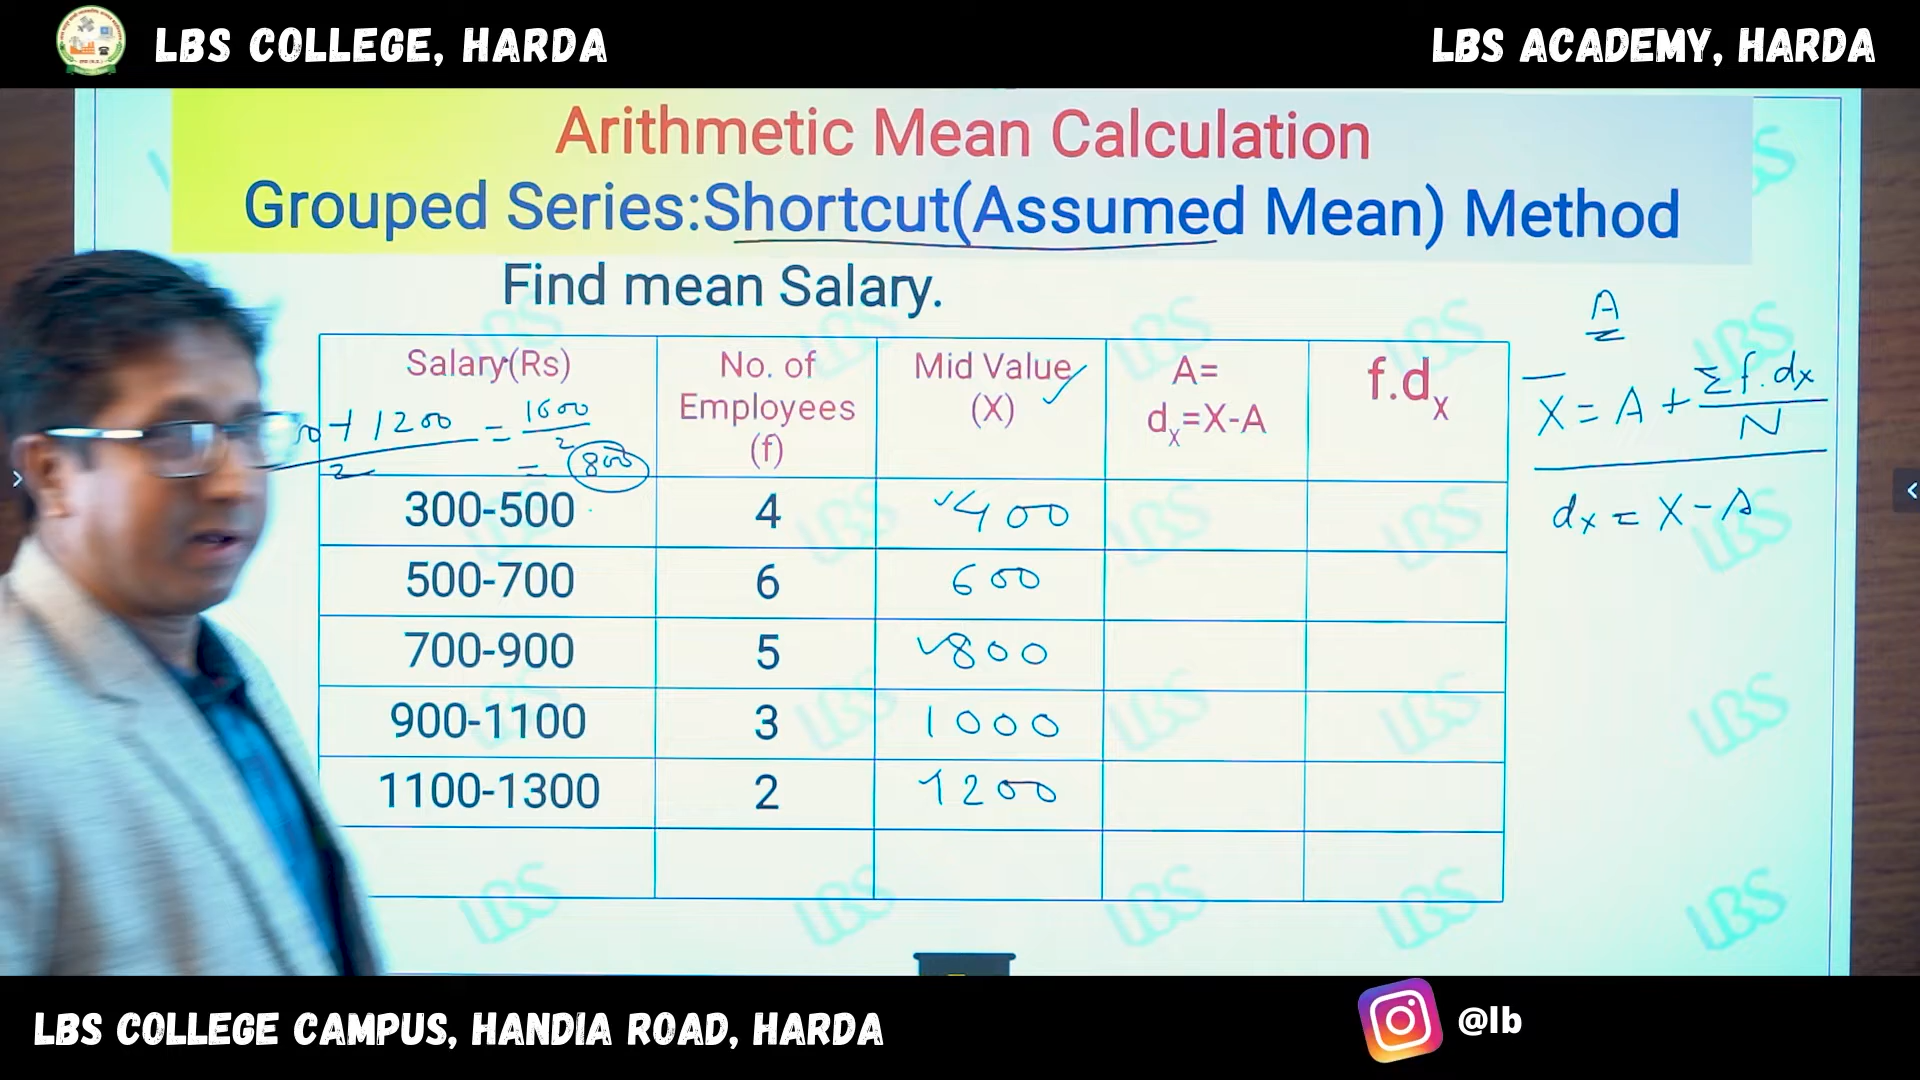 LBS COLLEGE, HARDA
LBS ACADEMY, HARDA
Arithmetic Mean Calculation
Grouped Series:Shortcut(Assumed Mean) Method
Find mean Salary.
A
Salary(Rs) No. of Employees (f) Mid Value (X) A= dx=X-A f.dx
+ 1200 / 2 = 1600 / 2
= 800
X̄ = A + Σf.dx / N
dx = X - A
300-500 4 400
500-700 6 600
700-900 5 800
900-1100 3 1000
1100-1300 2 1200
LBS
LBS COLLEGE CAMPUS, HANDIA ROAD, HARDA
@lb